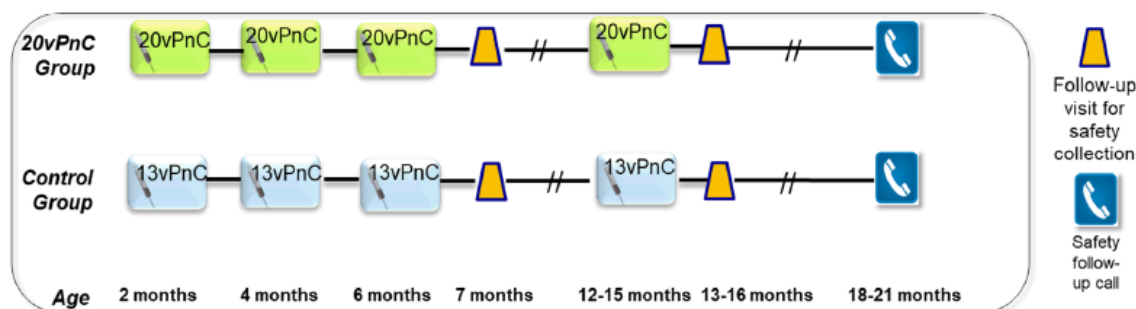 20vPnC Group
20vPnC
20vPnC
20vPnC
20vPnC
Control Group
13vPnC
13vPnC
13vPnC
13vPnC
Age
2 months
4 months
6 months
7 months
12-15 months
13-16 months
18-21 months
Follow-up
visit for
safety
collection
Safety
follow-
up call